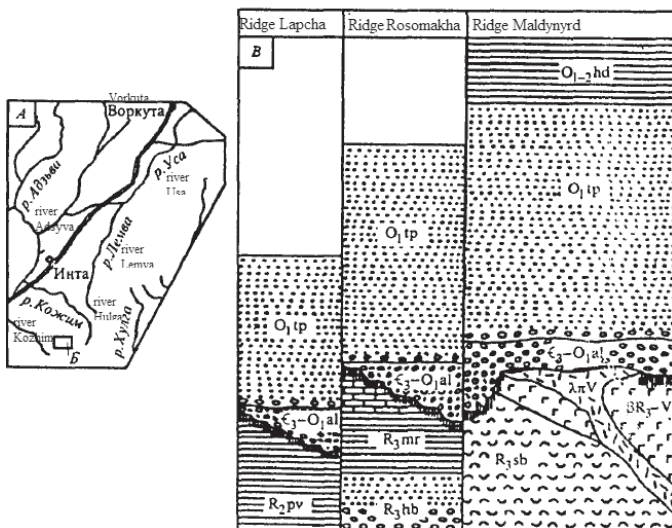 Ridge Lapcha
Ridge Rosomakha
Ridge Maldynyrd
A
Vorkuta
Воркута
р.Уса
river
Usa
р.Адзьви
river
Adsyva
р.Лемва
river
Lemva
Инта
р.Кожим
river
Kozhim
river
Hulga
р.Хулга
Б
В
O₁tp
Є₃–O₁al
R₂pv
O₁tp
Є₃–O₁al
R₃mr
R₃hb
O₁₋₂hd
O₁tp
Є₃–O₁al
λπV
βR₃–V
R₃sb